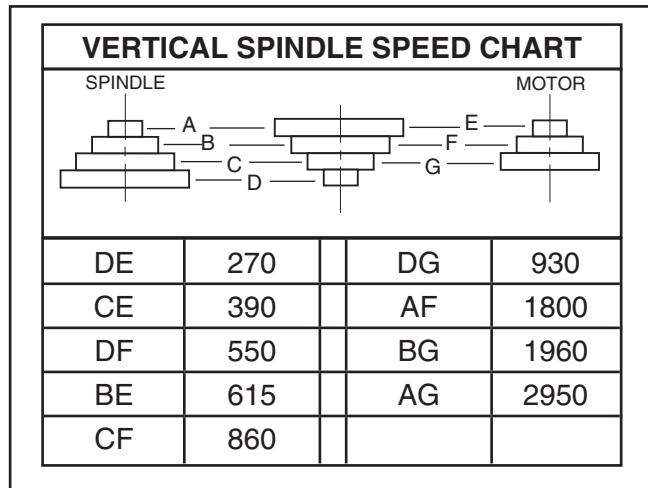 VERTICAL SPINDLE SPEED CHART
SPINDLE MOTOR
A E
B F
C G
D
DE 270 DG 930
CE 390 AF 1800
DF 550 BG 1960
BE 615 AG 2950
CF 860